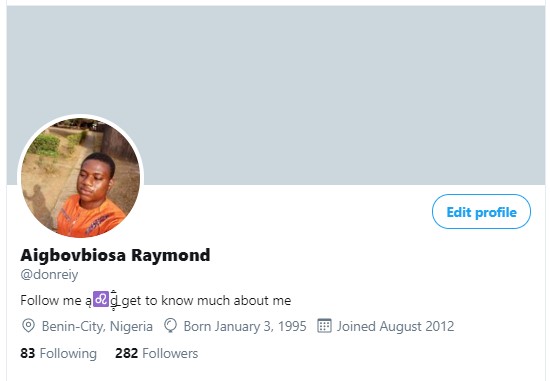 Edit profile
Aigbovbiosa Raymond
@donreiy
Follow me ą♌d̲̲̂̂ get to know much about me
Benin-City, Nigeria Born January 3, 1995 Joined August 2012
83 Following 282 Followers